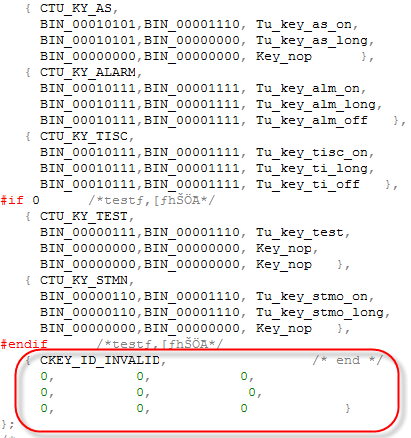 { CTU_KY_AS,
BIN_00010101,BIN_00001110, Tu_key_as_on,
BIN_00010101,BIN_00000000, Tu_key_as_long,
BIN_00000000,BIN_00000000, Key_nop },
{ CTU_KY_ALARM,
BIN_00010111,BIN_00001111, Tu_key_alm_on,
BIN_00010111,BIN_00001111, Tu_key_alm_long,
BIN_00010111,BIN_00001111, Tu_key_alm_off },
{ CTU_KY_TISC,
BIN_00010111,BIN_00001111, Tu_key_tisc_on,
BIN_00010111,BIN_00001111, Tu_key_ti_long,
BIN_00010111,BIN_00001111, Tu_key_ti_off },
#if 0 /*testƒ,[ƒhŠÖA*/
{ CTU_KY_TEST,
BIN_00000111,BIN_00001110, Tu_key_test,
BIN_00000000,BIN_00000000, Key_nop,
BIN_00000000,BIN_00000000, Key_nop },
{ CTU_KY_STMN,
BIN_00000110,BIN_00001110, Tu_key_stmo_on,
BIN_00000110,BIN_00001110, Tu_key_stmo_long,
BIN_00000000,BIN_00000000, Key_nop },
#endif /*testƒ,[ƒhŠÖA*/
{ CKEY_ID_INVALID, /* end */
0, 0, 0,
0, 0, 0,
0, 0, 0 }
};